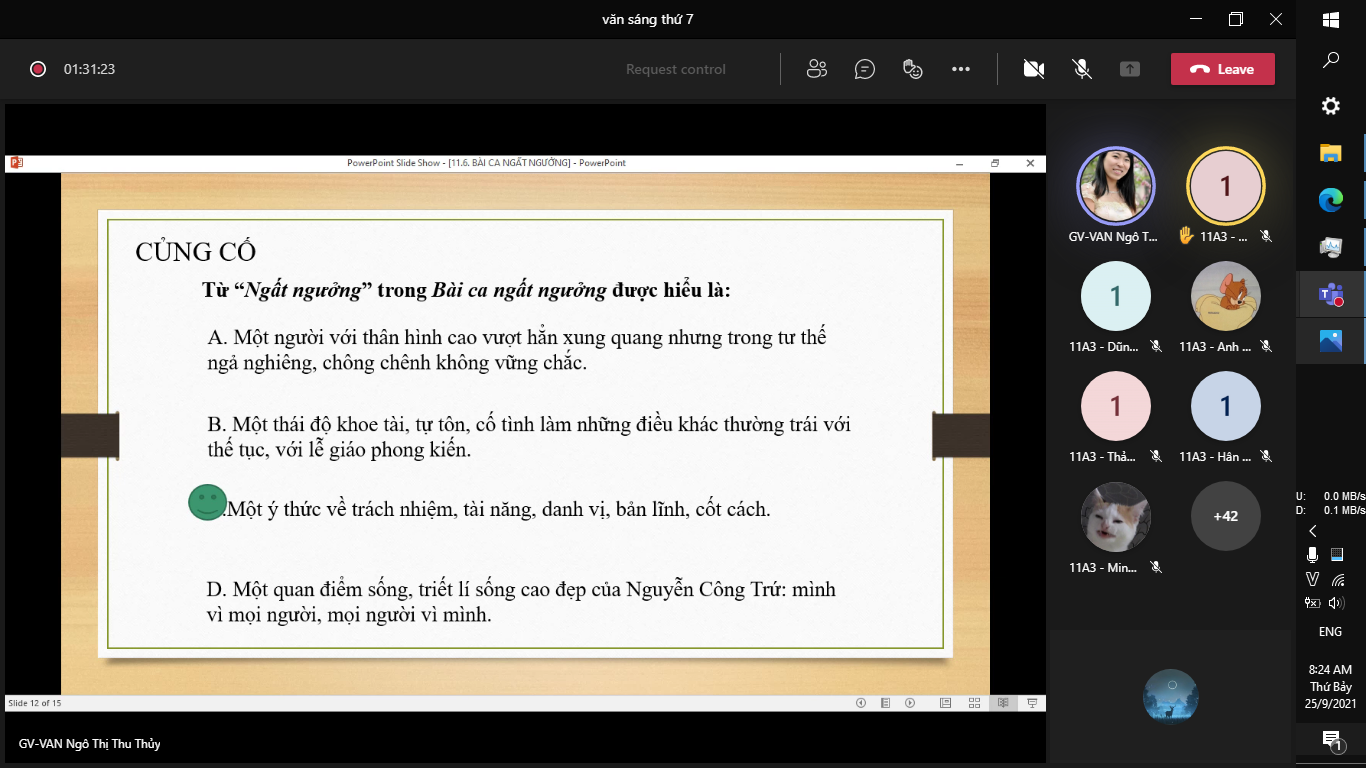 văn sáng thứ 7
01:31:23
Request control
Leave
PowerPoint Slide Show - [11.6. BÀI CA NGẤT NGƯỞNG] - PowerPoint
CỦNG CỐ
Từ “Ngất ngưởng” trong Bài ca ngất ngưởng được hiểu là:
A. Một người với thân hình cao vượt hẳn xung quang nhưng trong tư thế
ngả nghiêng, chông chênh không vững chắc.
B. Một thái độ khoe tài, tự tôn, cố tình làm những điều khác thường trái với
thế tục, với lễ giáo phong kiến.
.Một ý thức về trách nhiệm, tài năng, danh vị, bản lĩnh, cốt cách.
D. Một quan điểm sống, triết lí sống cao đẹp của Nguyễn Công Trứ: mình
vì mọi người, mọi người vì mình.
Slide 12 of 15
GV-VAN Ngô Thị Thu Thủy
GV-VAN Ngô T...
1
11A3 - ...
1
11A3 - Dũn...
11A3 - Anh ...
1
11A3 - Thả...
1
11A3 - Hân ...
11A3 - Min...
+42
U: 0.0 MB/s
D: 0.1 MB/s
ENG
8:24 AM
Thứ Bảy
25/9/2021
1